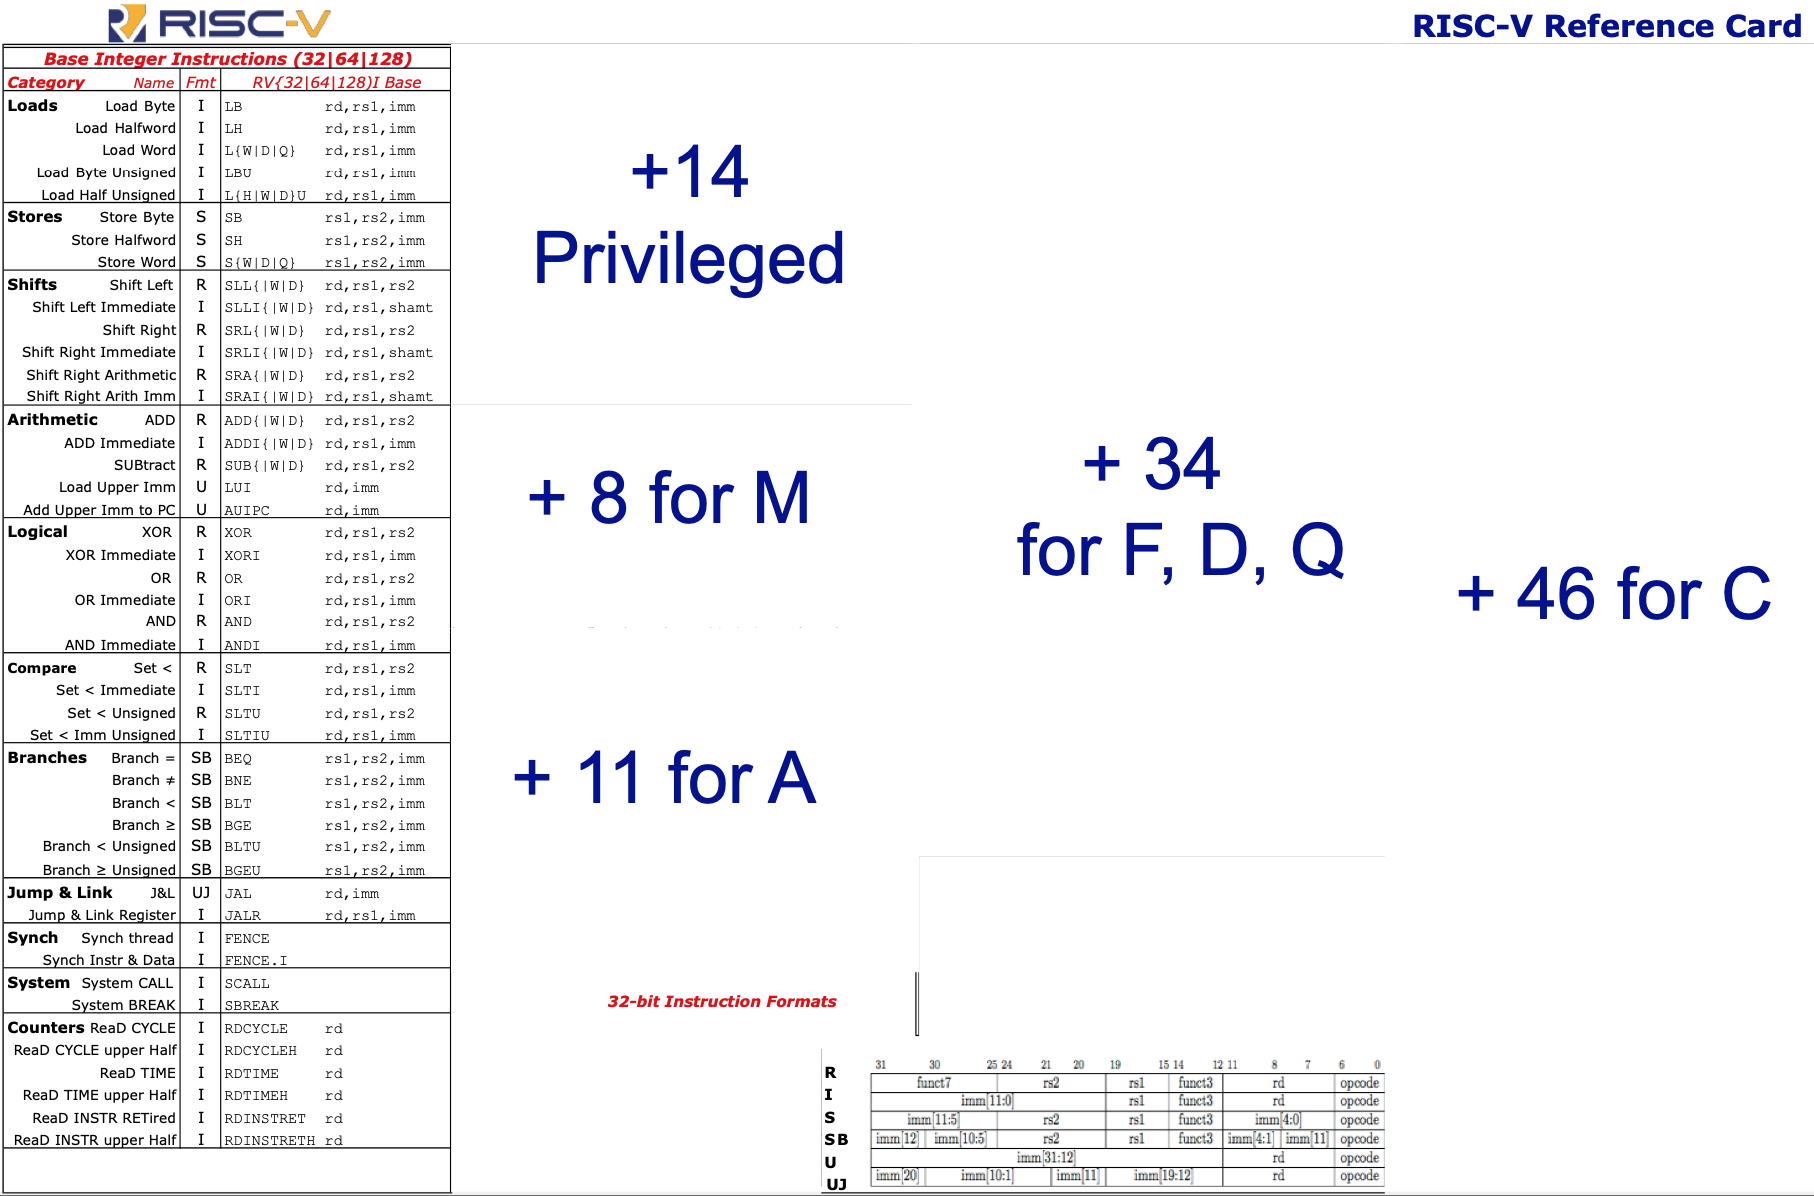 RISC-V
RISC-V Reference Card
Base Integer Instructions (32|64|128)
Category Name Fmt RV{32|64|128}I Base
Loads Load Byte I LB rd,rs1,imm
Load Halfword I LH rd,rs1,imm
Load Word I L{W|D|Q} rd,rs1,imm
Load Byte Unsigned I LBU rd,rs1,imm
Load Half Unsigned I L{H|W|D}U rd,rs1,imm
Stores Store Byte S SB rs1,rs2,imm
Store Halfword S SH rs1,rs2,imm
Store Word S S{W|D|Q} rs1,rs2,imm
Shifts Shift Left R SLL{|W|D} rd,rs1,rs2
Shift Left Immediate I SLLI{|W|D} rd,rs1,shamt
Shift Right R SRL{|W|D} rd,rs1,rs2
Shift Right Immediate I SRLI{|W|D} rd,rs1,shamt
Shift Right Arithmetic R SRA{|W|D} rd,rs1,rs2
Shift Right Arith Imm I SRAI{|W|D} rd,rs1,shamt
Arithmetic ADD R ADD{|W|D} rd,rs1,rs2
ADD Immediate I ADDI{|W|D} rd,rs1,imm
SUBtract R SUB{|W|D} rd,rs1,rs2
Load Upper Imm U LUI rd,imm
Add Upper Imm to PC U AUIPC rd,imm
Logical XOR R XOR rd,rs1,rs2
XOR Immediate I XORI rd,rs1,imm
OR R OR rd,rs1,rs2
OR Immediate I ORI rd,rs1,imm
AND R AND rd,rs1,rs2
AND Immediate I ANDI rd,rs1,imm
Compare Set < R SLT rd,rs1,rs2
Set < Immediate I SLTI rd,rs1,imm
Set < Unsigned R SLTU rd,rs1,rs2
Set < Imm Unsigned I SLTIU rd,rs1,imm
Branches Branch = SB BEQ rs1,rs2,imm
Branch ≠ SB BNE rs1,rs2,imm
Branch < SB BLT rs1,rs2,imm
Branch ≥ SB BGE rs1,rs2,imm
Branch < Unsigned SB BLTU rs1,rs2,imm
Branch ≥ Unsigned SB BGEU rs1,rs2,imm
Jump & Link J&L UJ JAL rd,imm
Jump & Link Register I JALR rd,rs1,imm
Synch Synch thread I FENCE
Synch Instr & Data I FENCE.I
System System CALL I SCALL
System BREAK I SBREAK
Counters ReaD CYCLE I RDCYCLE rd
ReaD CYCLE upper Half I RDCYCLEH rd
ReaD TIME I RDTIME rd
ReaD TIME upper Half I RDTIMEH rd
ReaD INSTR RETired I RDINSTRET rd
ReaD INSTR upper Half I RDINSTRETH rd
+14
Privileged
+ 8 for M
+ 11 for A
+ 34
for F, D, Q
+ 46 for C
32-bit Instruction Formats
31 30 25 24 21 20 19 15 14 12 11 8 7 6 0
R funct7 rs2 rs1 funct3 rd opcode
I imm[11:0] rs1 funct3 rd opcode
S imm[11:5] rs2 rs1 funct3 imm[4:0] opcode
SB imm[12] imm[10:5] rs2 rs1 funct3 imm[4:1] imm[11] opcode
U imm[31:12] rd opcode
UJ imm[20] imm[10:1] imm[11] imm[19:12] rd opcode